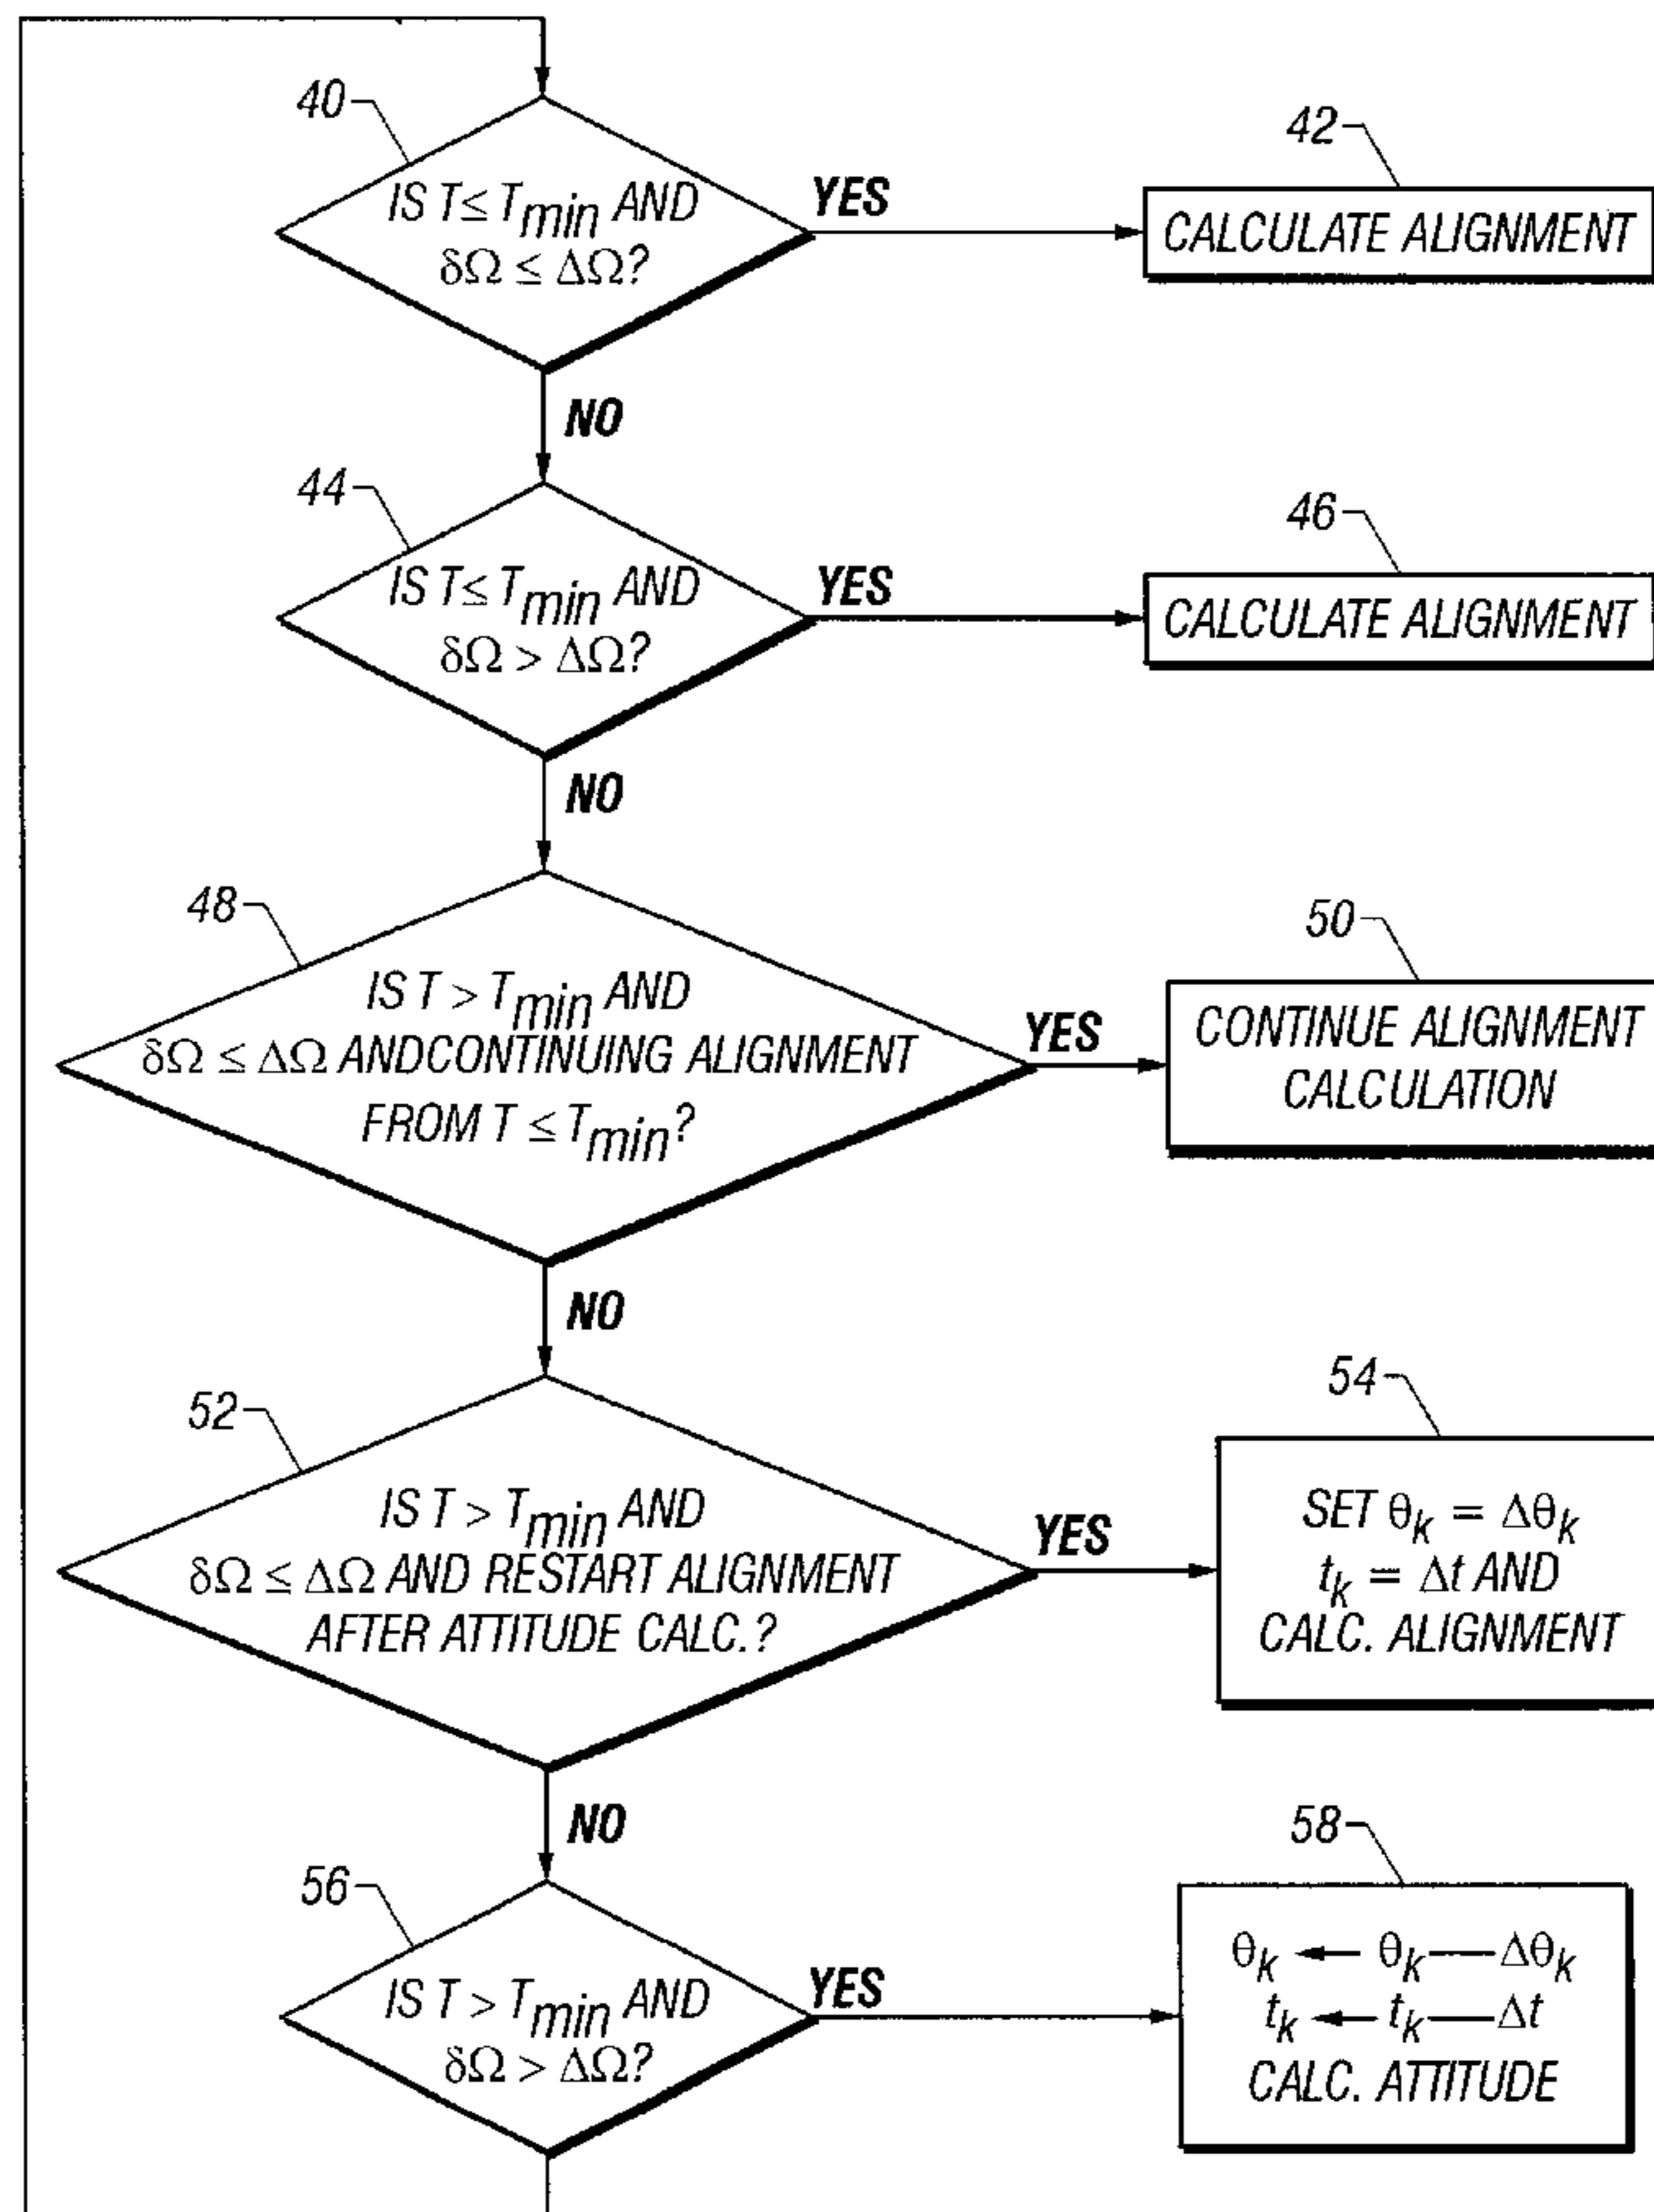 40
IS T ≤ Tmin AND
δΩ ≤ ΔΩ?
YES
42
CALCULATE ALIGNMENT
NO
44
IS T ≤ Tmin AND
δΩ > ΔΩ?
YES
46
CALCULATE ALIGNMENT
NO
48
IS T > Tmin AND
δΩ ≤ ΔΩ ANDCONTINUING ALIGNMENT
FROM T ≤ Tmin?
YES
50
CONTINUE ALIGNMENT
CALCULATION
NO
52
IS T > Tmin AND
δΩ ≤ ΔΩ AND RESTART ALIGNMENT
AFTER ATTITUDE CALC.?
YES
54
SET θk = Δθk
tk = Δt AND
CALC. ALIGNMENT
NO
56
IS T > Tmin AND
δΩ > ΔΩ?
YES
58
θk ← θk — Δθk
tk ← tk — Δt
CALC. ATTITUDE